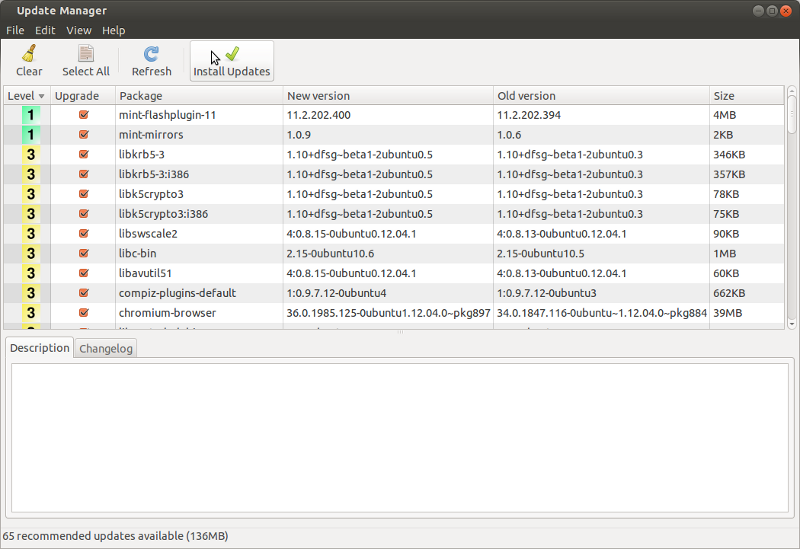 Update Manager
File Edit View Help
Clear Select All Refresh Install Updates
Level Upgrade Package New version Old version Size
1 mint-flashplugin-11 11.2.202.400 11.2.202.394 4MB
1 mint-mirrors 1.0.9 1.0.6 2KB
3 libkrb5-3 1.10+dfsg~beta1-2ubuntu0.5 1.10+dfsg~beta1-2ubuntu0.3 346KB
3 libkrb5-3:i386 1.10+dfsg~beta1-2ubuntu0.5 1.10+dfsg~beta1-2ubuntu0.3 357KB
3 libk5crypto3 1.10+dfsg~beta1-2ubuntu0.5 1.10+dfsg~beta1-2ubuntu0.3 78KB
3 libk5crypto3:i386 1.10+dfsg~beta1-2ubuntu0.5 1.10+dfsg~beta1-2ubuntu0.3 75KB
3 libswscale2 4:0.8.15-0ubuntu0.12.04.1 4:0.8.13-0ubuntu0.12.04.1 90KB
3 libc-bin 2.15-0ubuntu10.6 2.15-0ubuntu10.5 1MB
3 libavutil51 4:0.8.15-0ubuntu0.12.04.1 4:0.8.13-0ubuntu0.12.04.1 60KB
3 compiz-plugins-default 1:0.9.7.12-0ubuntu4 1:0.9.7.12-0ubuntu3 662KB
3 chromium-browser 36.0.1985.125-0ubuntu1.12.04.0~pkg897 34.0.1847.116-0ubuntu~1.12.04.0~pkg884 39MB
3
Description Changelog
65 recommended updates available (136MB)